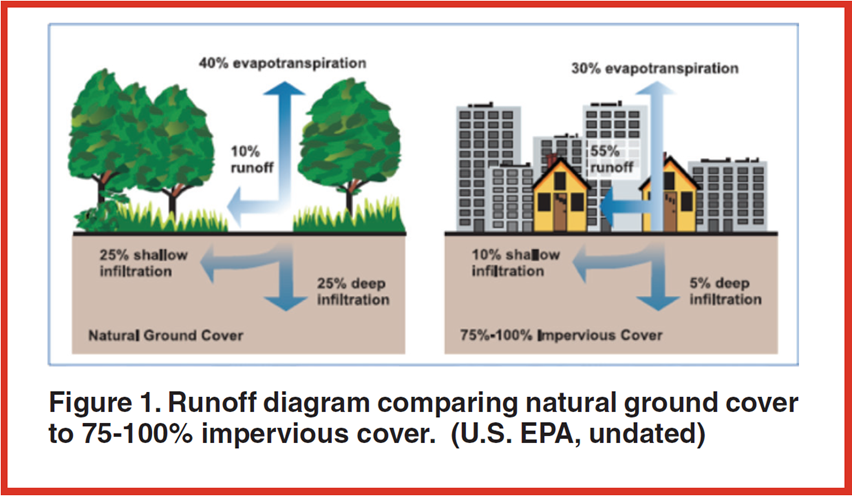 40% evapotranspiration
10%
runoff
25% shallow
infiltration
25% deep
infiltration
Natural Ground Cover
30% evapotranspiration
55%
runoff
10% shallow
infiltration
5% deep
infiltration
75%-100% Impervious Cover
Figure 1. Runoff diagram comparing natural ground cover
to 75-100% impervious cover.  (U.S. EPA, undated)